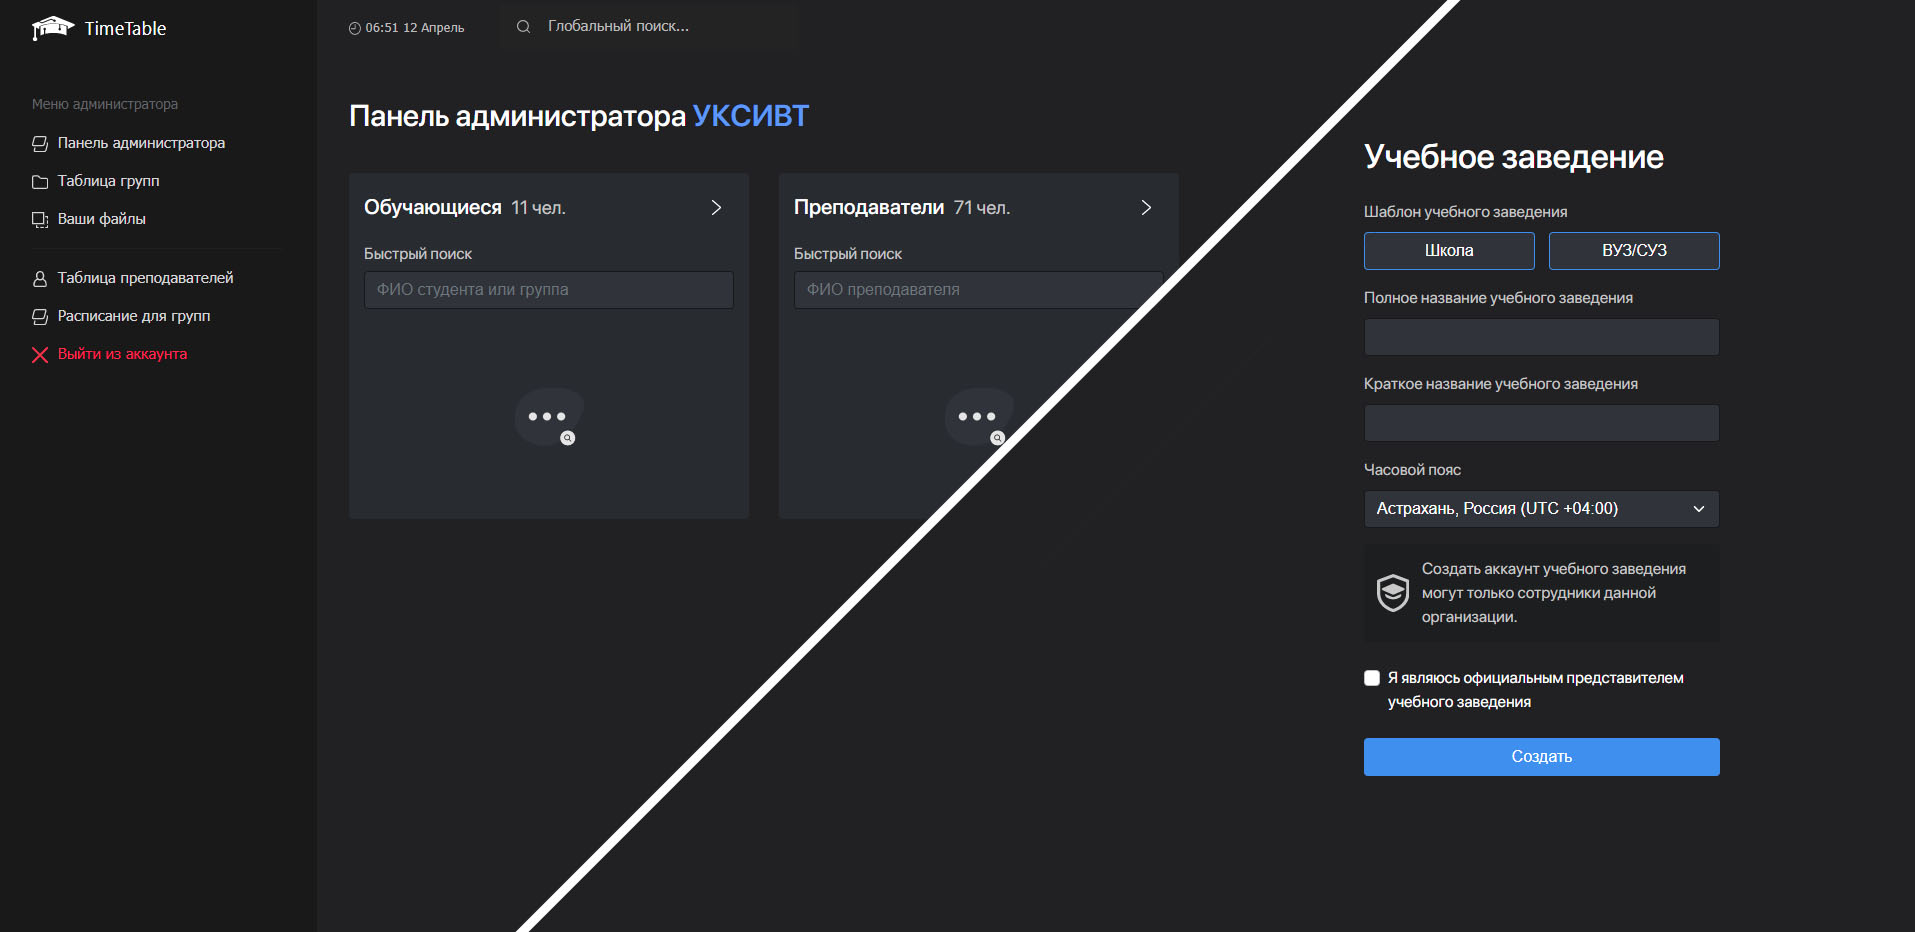 TimeTable
Меню администратора
Панель администратора
Таблица групп
Ваши файлы
Таблица преподавателей
Расписание для групп
Выйти из аккаунта
06:51 12 Апрель
Глобальный поиск...
Панель администратора УКСИВТ
Обучающиеся 11 чел.
Быстрый поиск
ФИО студента или группа
Преподаватели 71 чел.
Быстрый поиск
ФИО преподавателя
Учебное заведение
Шаблон учебного заведения
Школа
ВУЗ/СУЗ
Полное название учебного заведения
Краткое название учебного заведения
Часовой пояс
Астрахань, Россия (UTC +04:00)
Создать аккаунт учебного заведения
могут только сотрудники данной
организации.
Я являюсь официальным представителем
учебного заведения
Создать